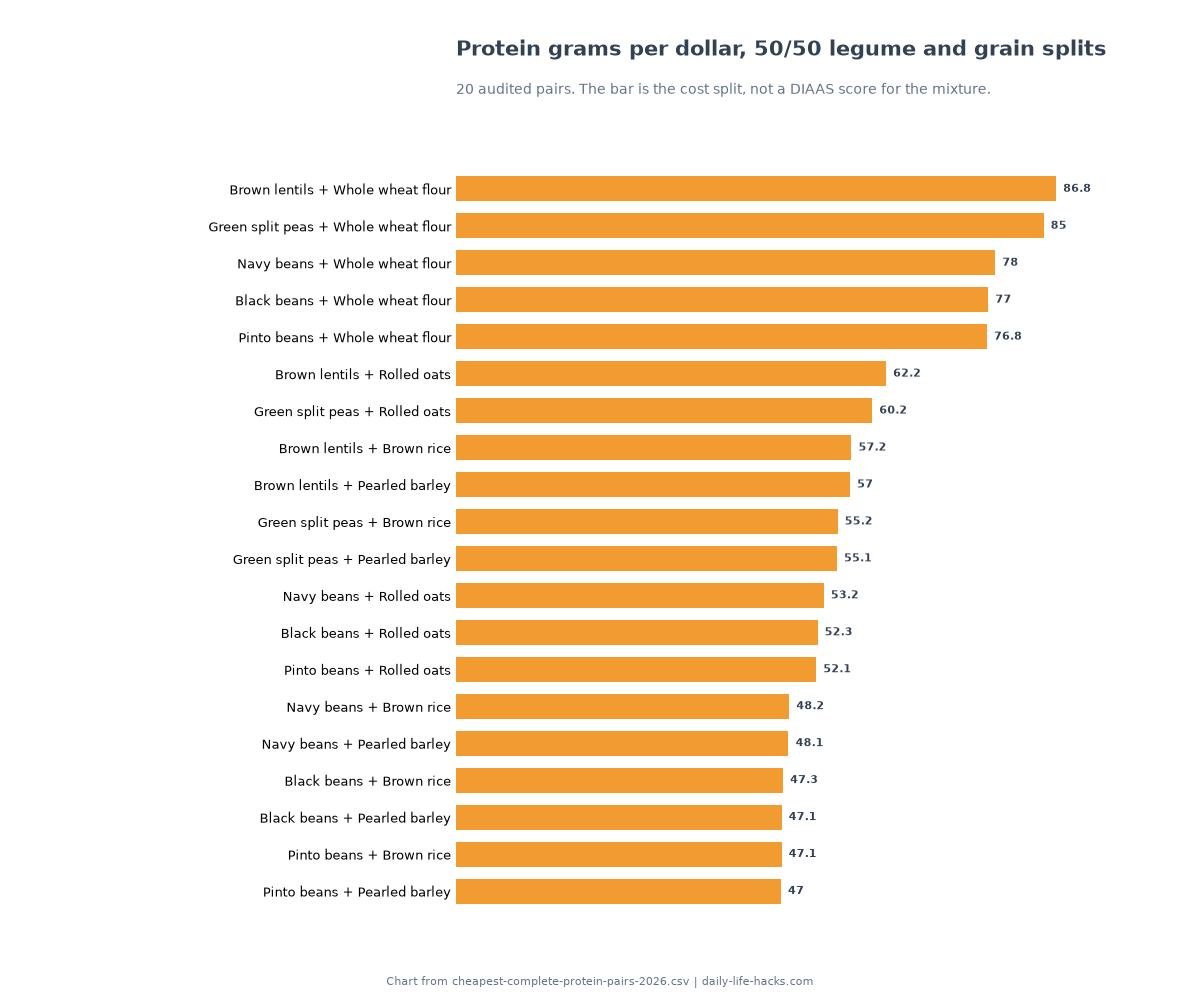 Protein grams per dollar, 50/50 legume and grain splits
20 audited pairs. The bar is the cost split, not a DIAAS score for the mixture.
Brown lentils + Whole wheat flour 86.8
Green split peas + Whole wheat flour 85
Navy beans + Whole wheat flour 78
Black beans + Whole wheat flour 77
Pinto beans + Whole wheat flour 76.8
Brown lentils + Rolled oats 62.2
Green split peas + Rolled oats 60.2
Brown lentils + Brown rice 57.2
Brown lentils + Pearled barley 57
Green split peas + Brown rice 55.2
Green split peas + Pearled barley 55.1
Navy beans + Rolled oats 53.2
Black beans + Rolled oats 52.3
Pinto beans + Rolled oats 52.1
Navy beans + Brown rice 48.2
Navy beans + Pearled barley 48.1
Black beans + Brown rice 47.3
Black beans + Pearled barley 47.1
Pinto beans + Brown rice 47.1
Pinto beans + Pearled barley 47
Chart from cheapest-complete-protein-pairs-2026.csv | daily-life-hacks.com